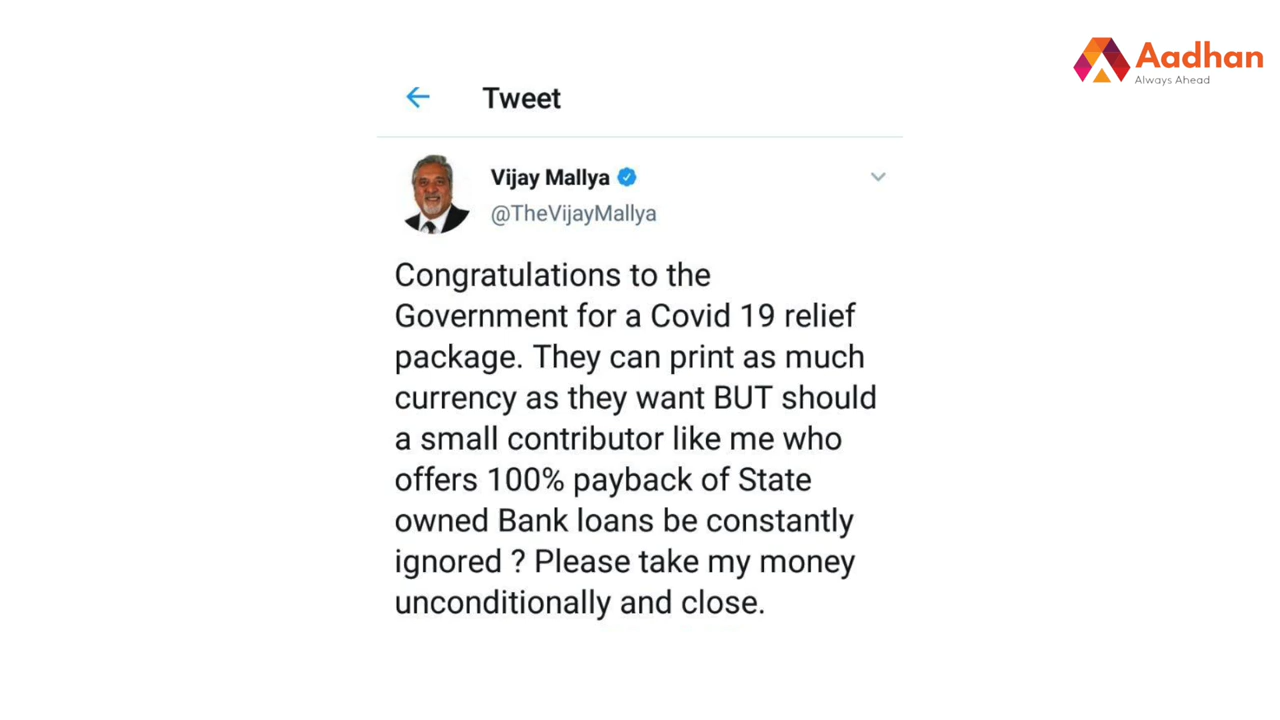 Aadhan
Always Ahead
Tweet
Vijay Mallya
@TheVijayMallya
Congratulations to the
Government for a Covid 19 relief
package. They can print as much
currency as they want BUT should
a small contributor like me who
offers 100% payback of State
owned Bank loans be constantly
ignored ? Please take my money
unconditionally and close.